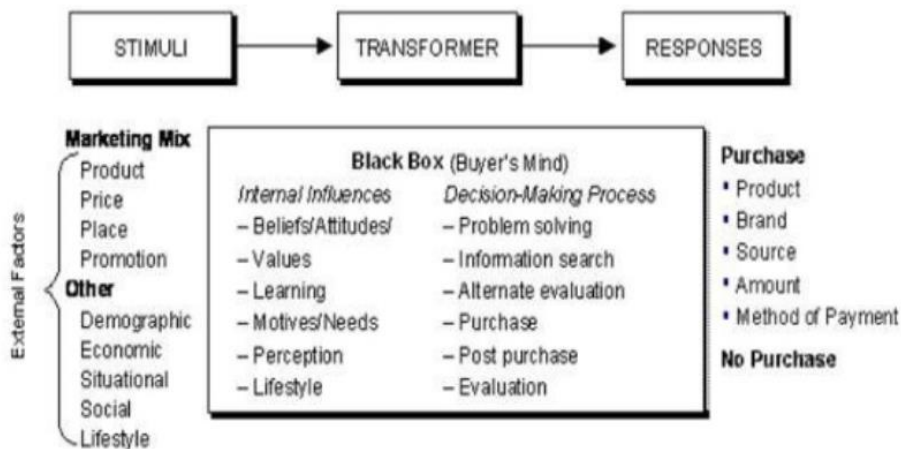 STIMULI
TRANSFORMER
RESPONSES
External Factors
Marketing Mix
Product
Price
Place
Promotion
Other
Demographic
Economic
Situational
Social
Lifestyle
Black Box (Buyer's Mind)
Internal Influences
– Beliefs/Attitudes/
– Values
– Learning
– Motives/Needs
– Perception
– Lifestyle
Decision-Making Process
– Problem solving
– Information search
– Alternate evaluation
– Purchase
– Post purchase
– Evaluation
Purchase
▪ Product
▪ Brand
▪ Source
▪ Amount
▪ Method of Payment
No Purchase